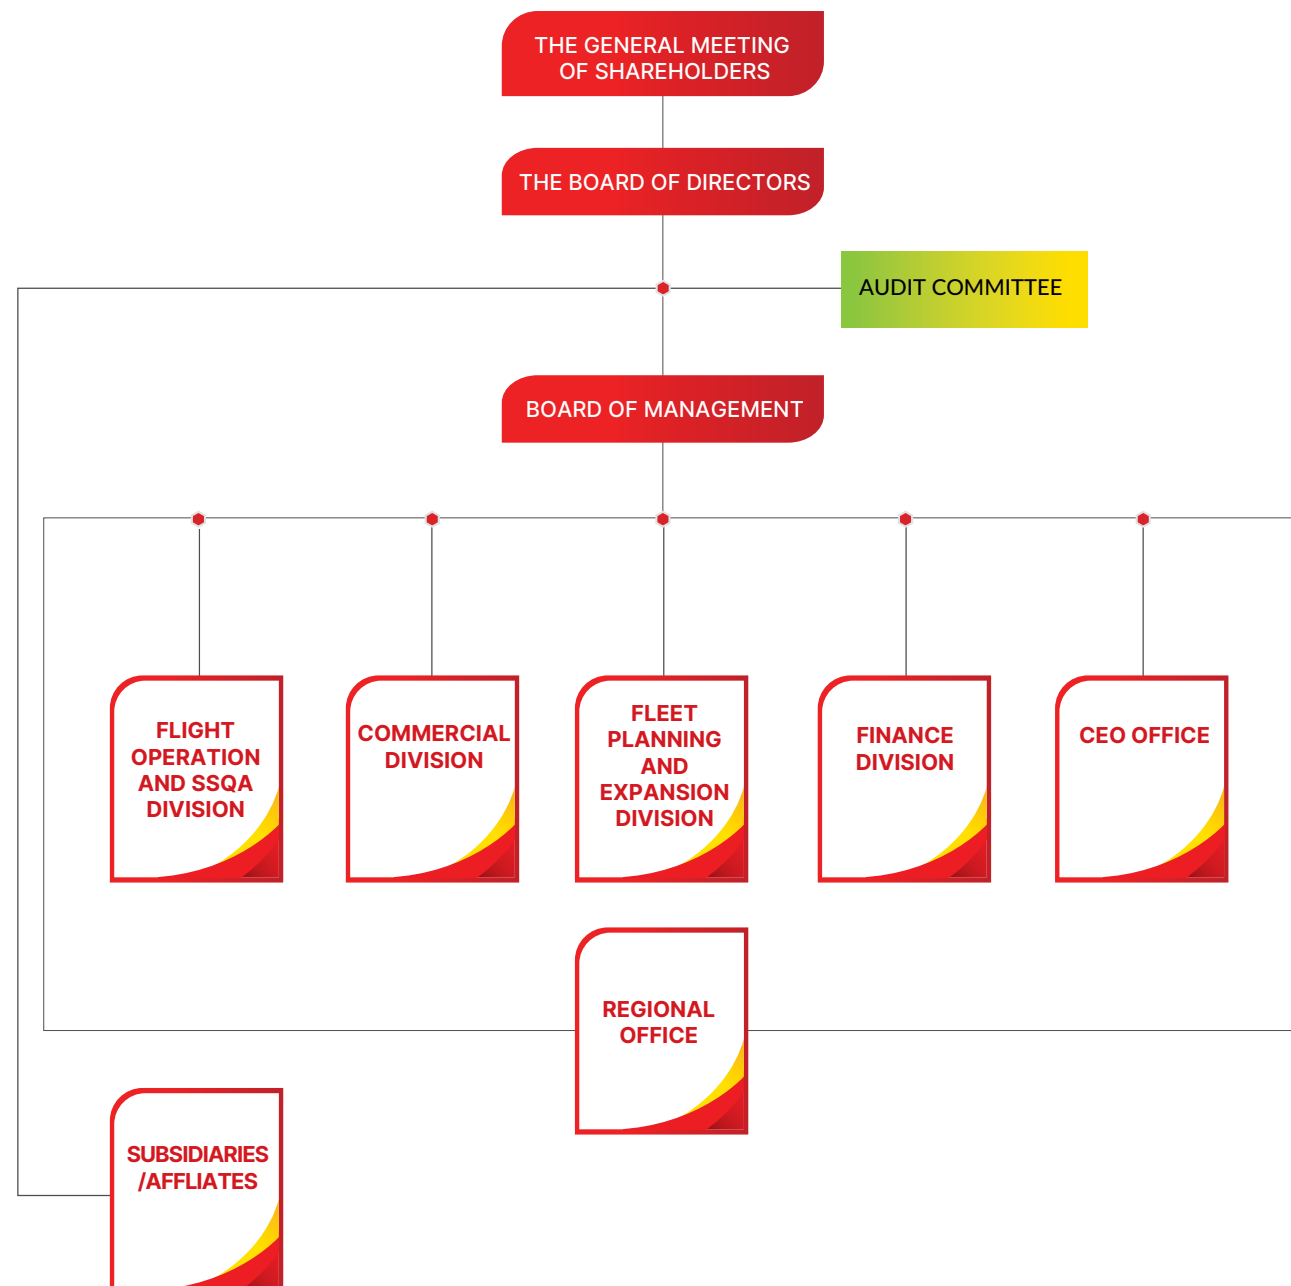 THE GENERAL MEETING
OF SHAREHOLDERS
THE BOARD OF DIRECTORS
AUDIT COMMITTEE
BOARD OF MANAGEMENT
FLIGHT
OPERATION
AND SSQA
DIVISION
COMMERCIAL
DIVISION
FLEET
PLANNING
AND
EXPANSION
DIVISION
FINANCE
DIVISION
CEO OFFICE
REGIONAL
OFFICE
SUBSIDIARIES
/AFFLIATES